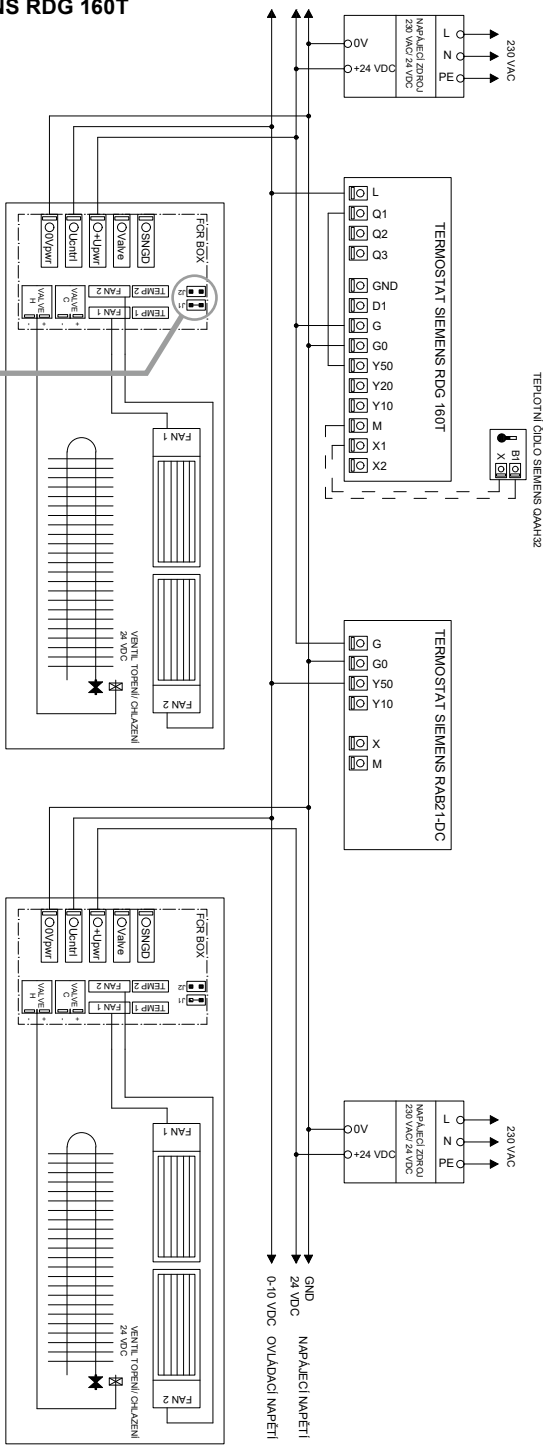 NS RDG 160T
NAPÁJECÍ ZDROJ
230 VAC/ 24 VDC
0V
+24 VDC
L
N
PE
230 VAC
TERMOSTAT SIEMENS RDG 160T
L
Q1
Q2
Q3
GND
D1
G
G0
Y50
Y20
Y10
M
X1
X2
TEPLOTNÍ ČIDLO SIEMENS QAAH32
B1
X
TERMOSTAT SIEMENS RAB21-DC
G
G0
Y50
Y10
X
M
NAPÁJECÍ ZDROJ
230 VAC/ 24 VDC
0V
+24 VDC
L
N
PE
230 VAC
GND
24 VDC
NAPÁJECÍ NAPĚTÍ
0-10 VDC OVLÁDACÍ NAPĚTÍ
FCR BOX
0Vpwr
Ucntrl
+Upwr
Valve
SNGD
VALVE
H
- +
VALVE
C
- +
FAN 2
FAN 1
TEMP 2
TEMP 1
J2
J1
FAN 1
FAN 2
VENTIL TOPENÍ/ CHLAZENÍ
24 VDC
FCR BOX
0Vpwr
Ucntrl
+Upwr
Valve
SNGD
VALVE
H
- +
VALVE
C
- +
FAN 2
FAN 1
TEMP 2
TEMP 1
J2
J1
FAN 1
FAN 2
VENTIL TOPENÍ/ CHLAZENÍ
24 VDC